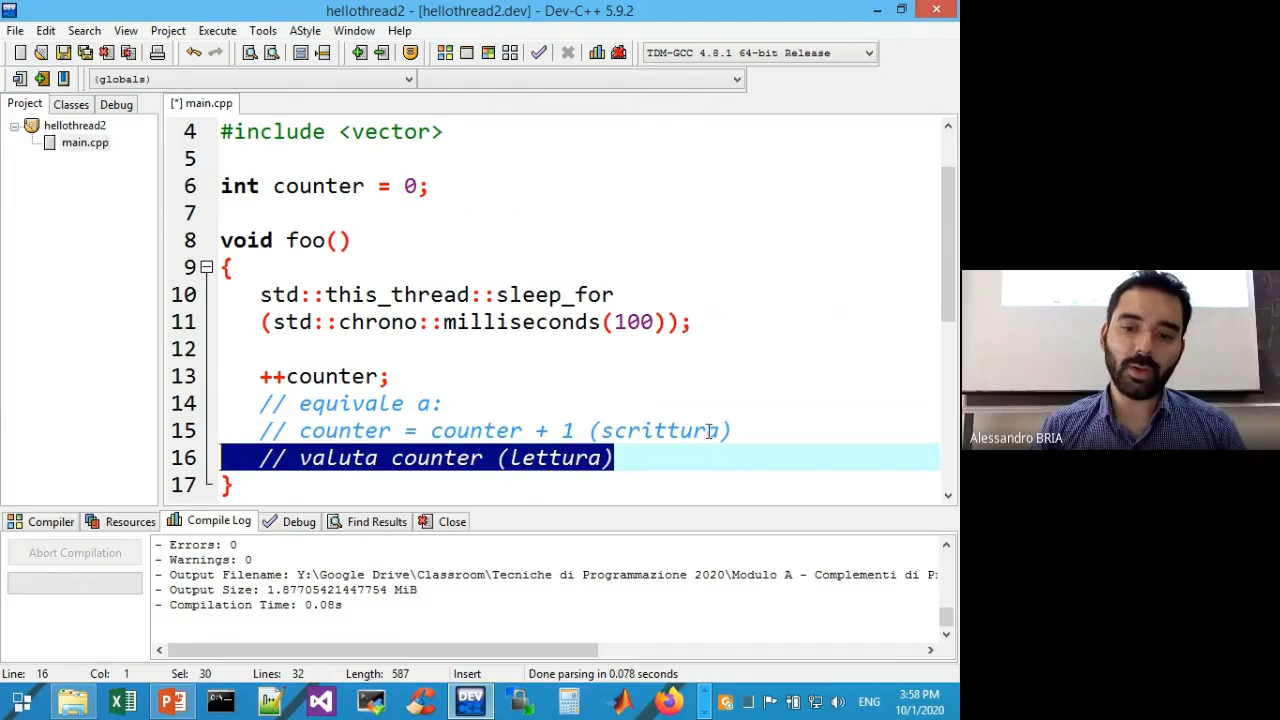 hellothread2 - [hellothread2.dev] - Dev-C++ 5.9.2
File Edit Search View Project Execute Tools AStyle Window Help
TDM-GCC 4.8.1 64-bit Release
(globals)
Project Classes Debug
[*] main.cpp
hellothread2
main.cpp
4 #include <vector>
5
6 int counter = 0;
7
8 void foo()
9 {
10 std::this_thread::sleep_for
11 (std::chrono::milliseconds(100));
12
13 ++counter;
14 // equivale a:
15 // counter = counter + 1 (scrittura)
16 // valuta counter (lettura)
17 }
Alessandro BRIA
Compiler Resources Compile Log Debug Find Results Close
Abort Compilation
- Errors: 0
- Warnings: 0
- Output Filename: Y:\Google Drive\Classroom\Tecniche di Programmazione 2020\Modulo A - Complementi di P
- Output Size: 1.87705421447754 MiB
- Compilation Time: 0.08s
Line: 16 Col: 1 Sel: 30 Lines: 32 Length: 587 Insert Done parsing in 0.078 seconds
DEV
ENG
3:58 PM
10/1/2020